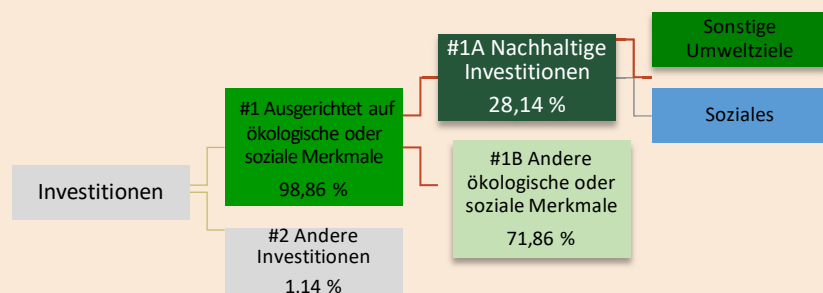 Investitionen
#1 Ausgerichtet auf
ökologische oder
soziale Merkmale
98,86 %
#2 Andere
Investitionen
1,14 %
#1A Nachhaltige
Investitionen
28,14 %
#1B Andere
ökologische oder
soziale Merkmale
71,86 %
Sonstige
Umweltziele
Soziales